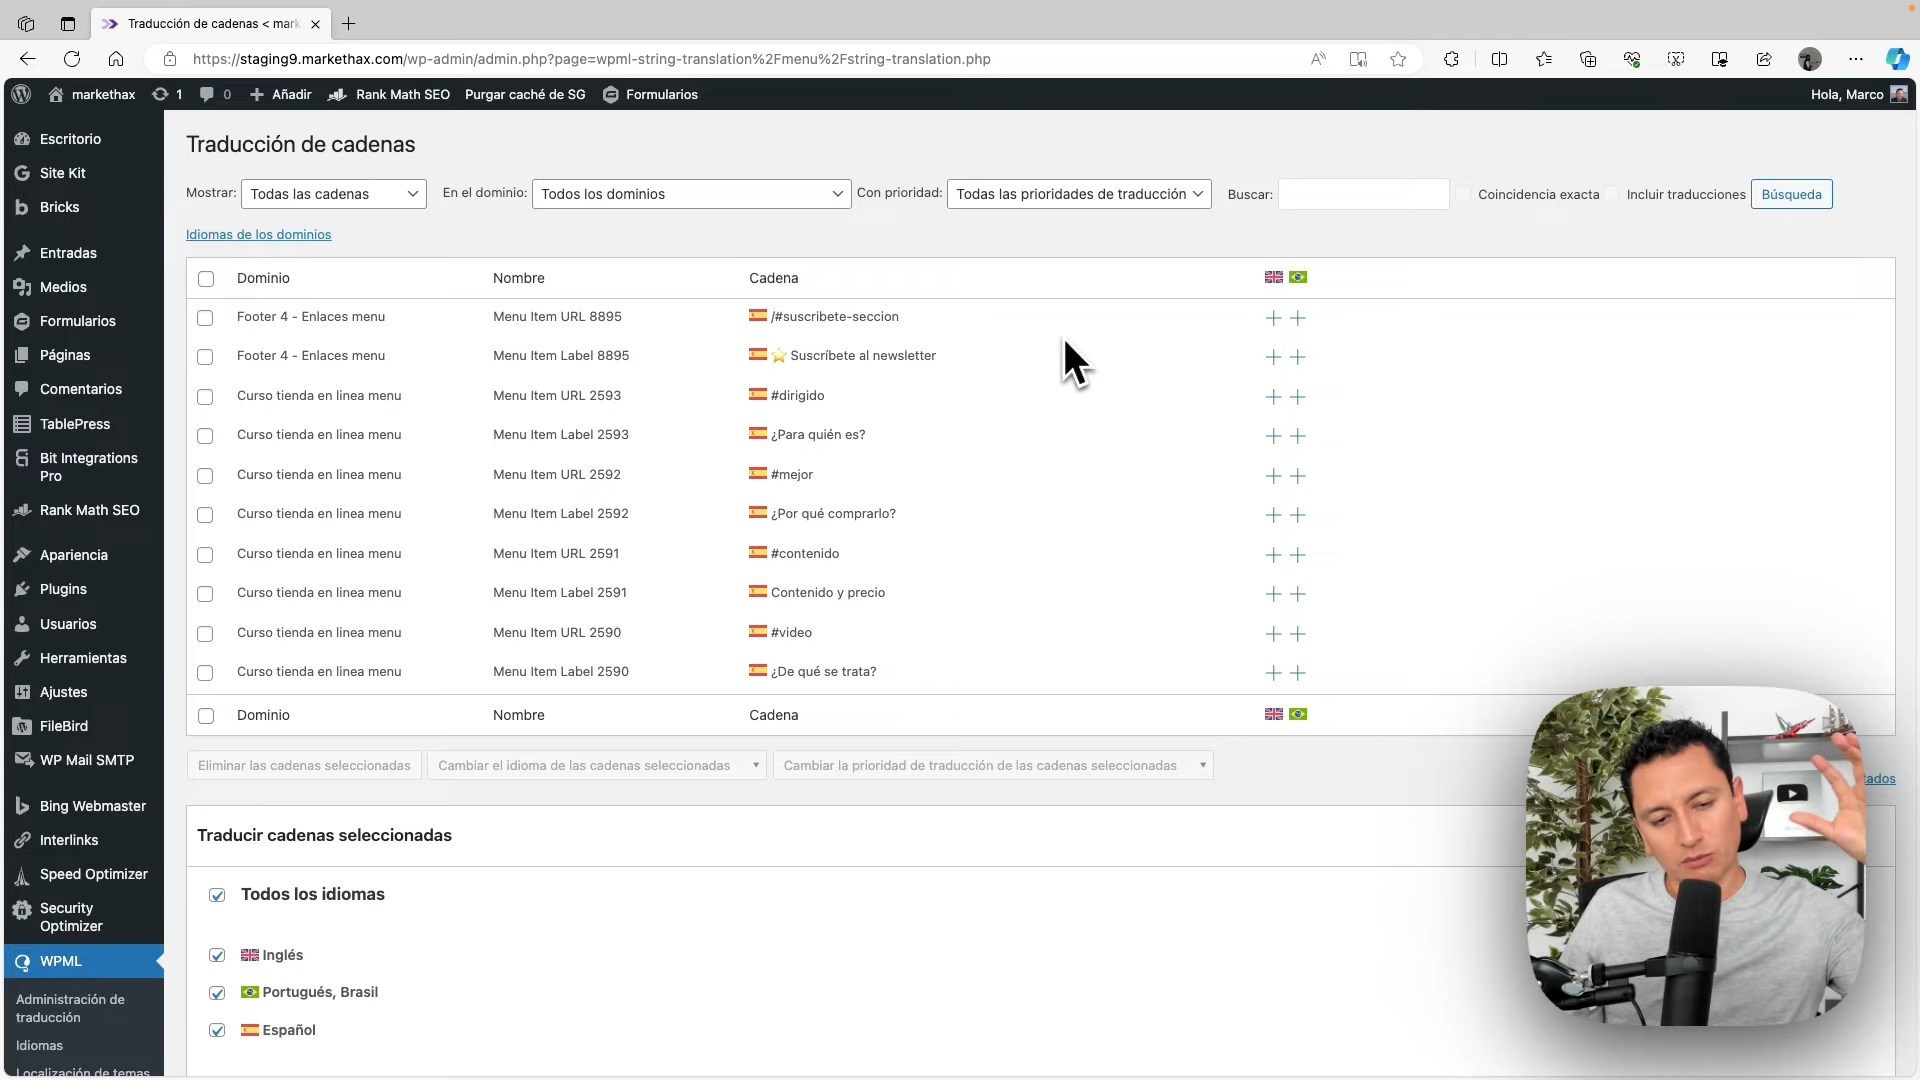 Traducción de cadenas < mark
https://staging9.markethax.com/wp-admin/admin.php?page=wpml-string-translation%2Fmenu%2Fstring-translation.php
markethax 1 0 Añadir Rank Math SEO Purgar caché de SG Formularios Hola, Marco
Escritorio
Site Kit
Bricks
Entradas
Medios
Formularios
Páginas
Comentarios
TablePress
Bit Integrations
Pro
Rank Math SEO
Apariencia
Plugins
Usuarios
Herramientas
Ajustes
FileBird
WP Mail SMTP
Bing Webmaster
Interlinks
Speed Optimizer
Security
Optimizer
WPML
Administración de
traducción
Idiomas
Localización de temas
Traducción de cadenas
Mostrar: Todas las cadenas En el dominio: Todos los dominios Con prioridad: Todas las prioridades de traducción Buscar: Coincidencia exacta Incluir traducciones Búsqueda
Idiomas de los dominios
Dominio Nombre Cadena
Footer 4 - Enlaces menu Menu Item URL 8895 /#suscribete-seccion
Footer 4 - Enlaces menu Menu Item Label 8895 ⭐ Suscríbete al newsletter
Curso tienda en linea menu Menu Item URL 2593 #dirigido
Curso tienda en linea menu Menu Item Label 2593 ¿Para quién es?
Curso tienda en linea menu Menu Item URL 2592 #mejor
Curso tienda en linea menu Menu Item Label 2592 ¿Por qué comprarlo?
Curso tienda en linea menu Menu Item URL 2591 #contenido
Curso tienda en linea menu Menu Item Label 2591 Contenido y precio
Curso tienda en linea menu Menu Item URL 2590 #video
Curso tienda en linea menu Menu Item Label 2590 ¿De qué se trata?
Dominio Nombre Cadena
Eliminar las cadenas seleccionadas Cambiar el idioma de las cadenas seleccionadas Cambiar la prioridad de traducción de las cadenas seleccionadas
tados
Traducir cadenas seleccionadas
Todos los idiomas
Inglés
Portugués, Brasil
Español